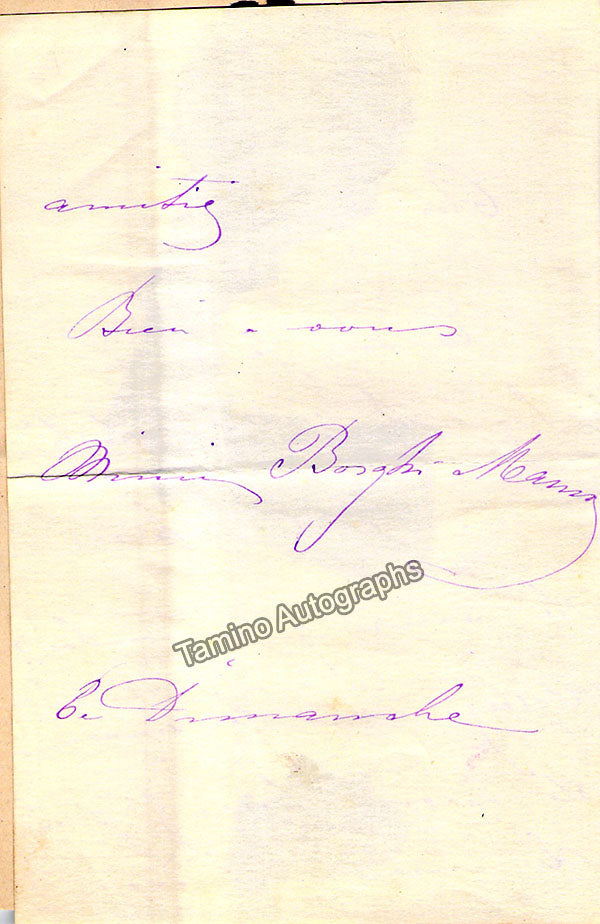 amitié
Bien a vous
Borghi Mamo
Tamino Autographs
Ce Dimanche